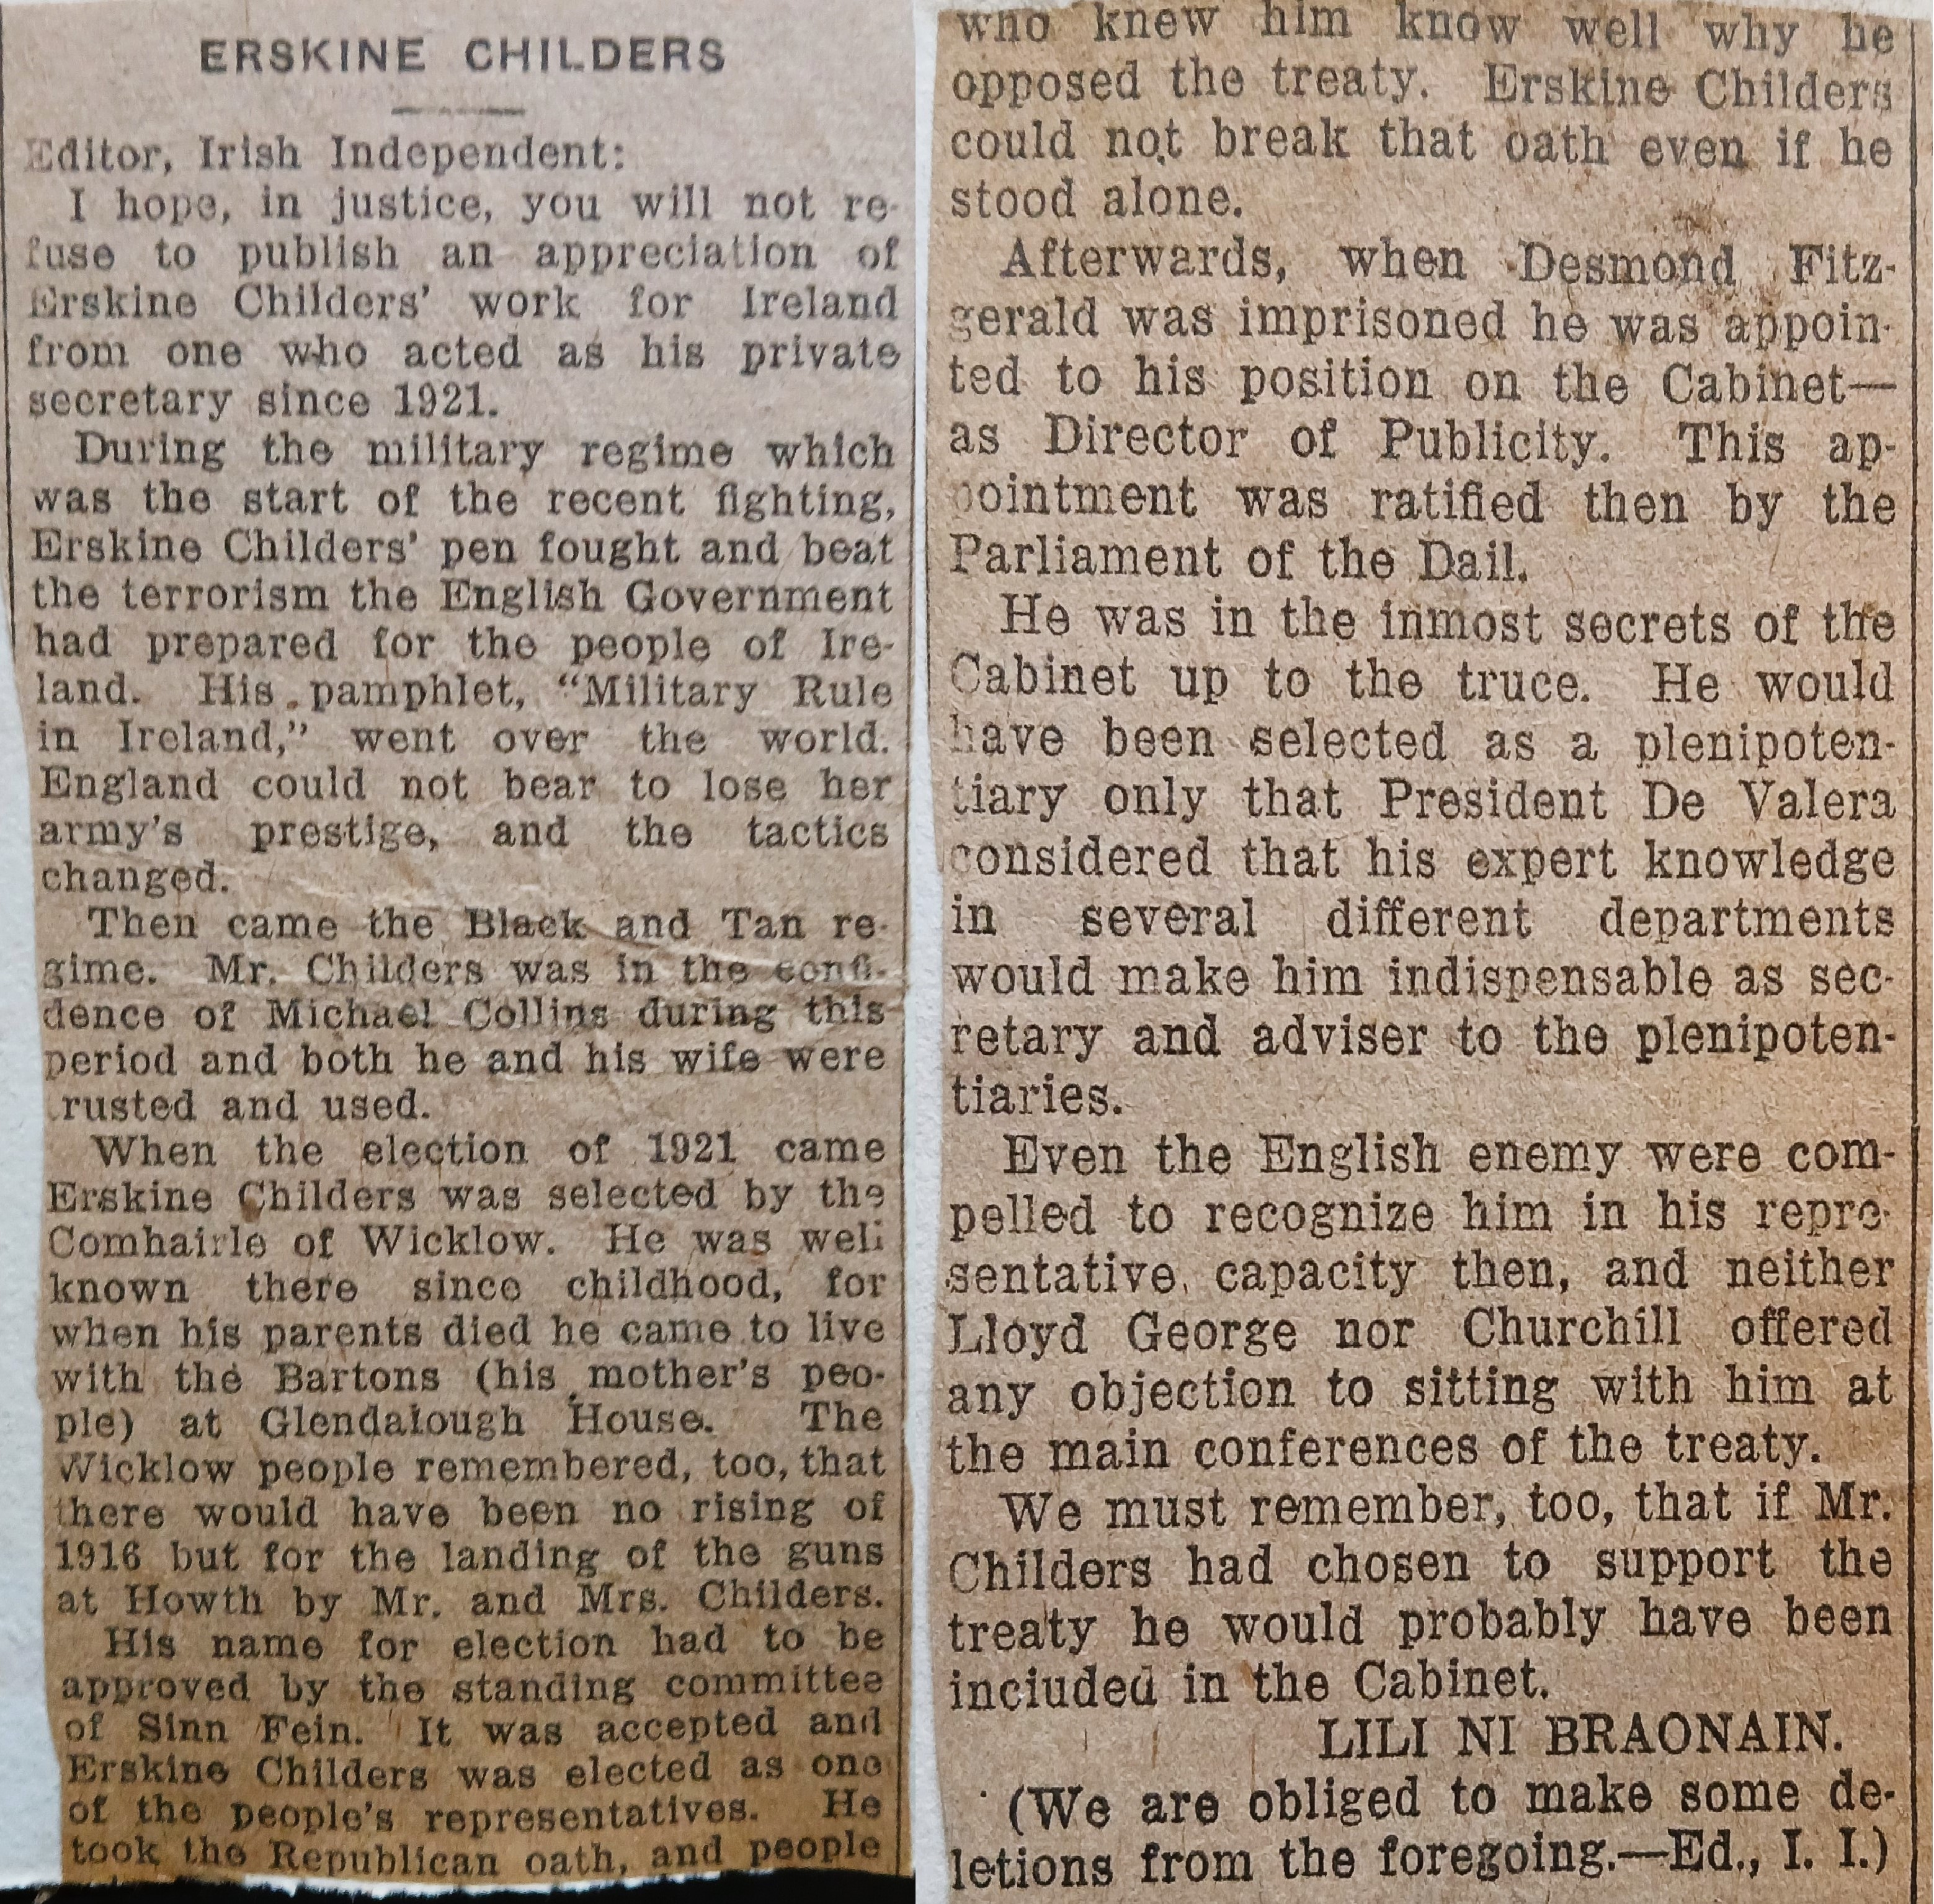 ERSKINE CHILDERS
Editor, Irish Independent:
I hope, in justice, you will not re-
fuse to publish an appreciation of
Erskine Childers' work for Ireland
from one who acted as his private
secretary since 1921.
During the military regime which
was the start of the recent fighting,
Erskine Childers' pen fought and beat
the terrorism the English Government
had prepared for the people of Ire-
land. His pamphlet, "Military Rule
in Ireland," went over the world.
England could not bear to lose her
army's prestige, and the tactics
changed.
Then came the Black and Tan re-
gime. Mr. Childers was in the confi-
dence of Michael Collins during this
period and both he and his wife were
rusted and used.
When the election of 1921 came
Erskine Childers was selected by the
Comhairle of Wicklow. He was well
known there since childhood, for
when his parents died he came to live
with the Bartons (his mother's peo-
ple) at Glendalough House. The
Wicklow people remembered, too, that
there would have been no rising of
1916 but for the landing of the guns
at Howth by Mr. and Mrs. Childers.
His name for election had to be
approved by the standing committee
of Sinn Fein. It was accepted and
Erskine Childers was elected as one
of the people's representatives. He
took the Republican oath, and people
who knew him know well why he
opposed the treaty. Erskine Childers
could not break that oath even if he
stood alone.
Afterwards, when Desmond Fitz-
gerald was imprisoned he was appoin-
ted to his position on the Cabinet—
as Director of Publicity. This ap-
pointment was ratified then by the
Parliament of the Dail.
He was in the inmost secrets of the
Cabinet up to the truce. He would
have been selected as a plenipoten-
tiary only that President De Valera
considered that his expert knowledge
in several different departments
would make him indispensable as sec-
retary and adviser to the plenipoten-
tiaries.
Even the English enemy were com-
pelled to recognize him in his repre-
sentative capacity then, and neither
Lloyd George nor Churchill offered
any objection to sitting with him at
the main conferences of the treaty.
We must remember, too, that if Mr.
Childers had chosen to support the
treaty he would probably have been
included in the Cabinet.
LILI NI BRAONAIN.
(We are obliged to make some de-
letions from the foregoing.—Ed., I. I.)